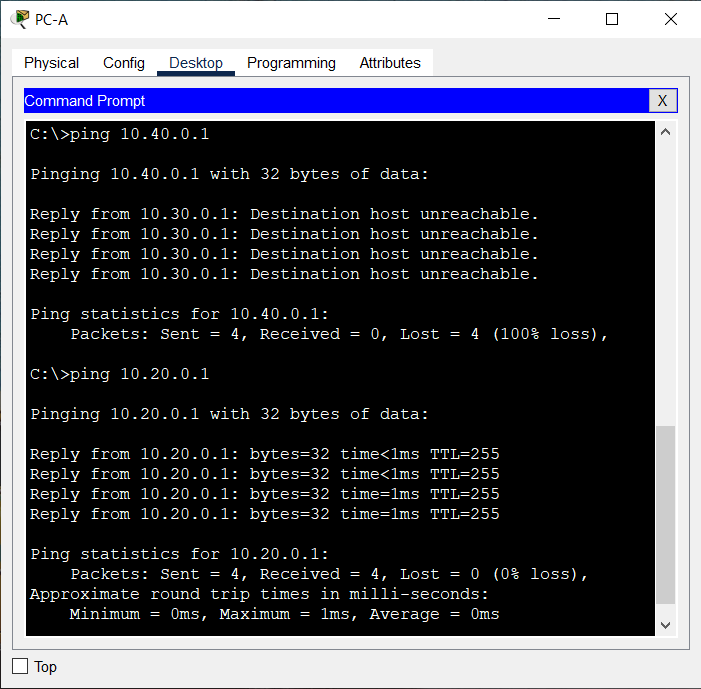 PC-A
Physical Config Desktop Programming Attributes
Command Prompt X
C:\>ping 10.40.0.1
Pinging 10.40.0.1 with 32 bytes of data:
Reply from 10.30.0.1: Destination host unreachable.
Reply from 10.30.0.1: Destination host unreachable.
Reply from 10.30.0.1: Destination host unreachable.
Reply from 10.30.0.1: Destination host unreachable.
Ping statistics for 10.40.0.1:
Packets: Sent = 4, Received = 0, Lost = 4 (100% loss),
C:\>ping 10.20.0.1
Pinging 10.20.0.1 with 32 bytes of data:
Reply from 10.20.0.1: bytes=32 time<1ms TTL=255
Reply from 10.20.0.1: bytes=32 time<1ms TTL=255
Reply from 10.20.0.1: bytes=32 time=1ms TTL=255
Reply from 10.20.0.1: bytes=32 time=1ms TTL=255
Ping statistics for 10.20.0.1:
Packets: Sent = 4, Received = 4, Lost = 0 (0% loss),
Approximate round trip times in milli-seconds:
Minimum = 0ms, Maximum = 1ms, Average = 0ms
Top